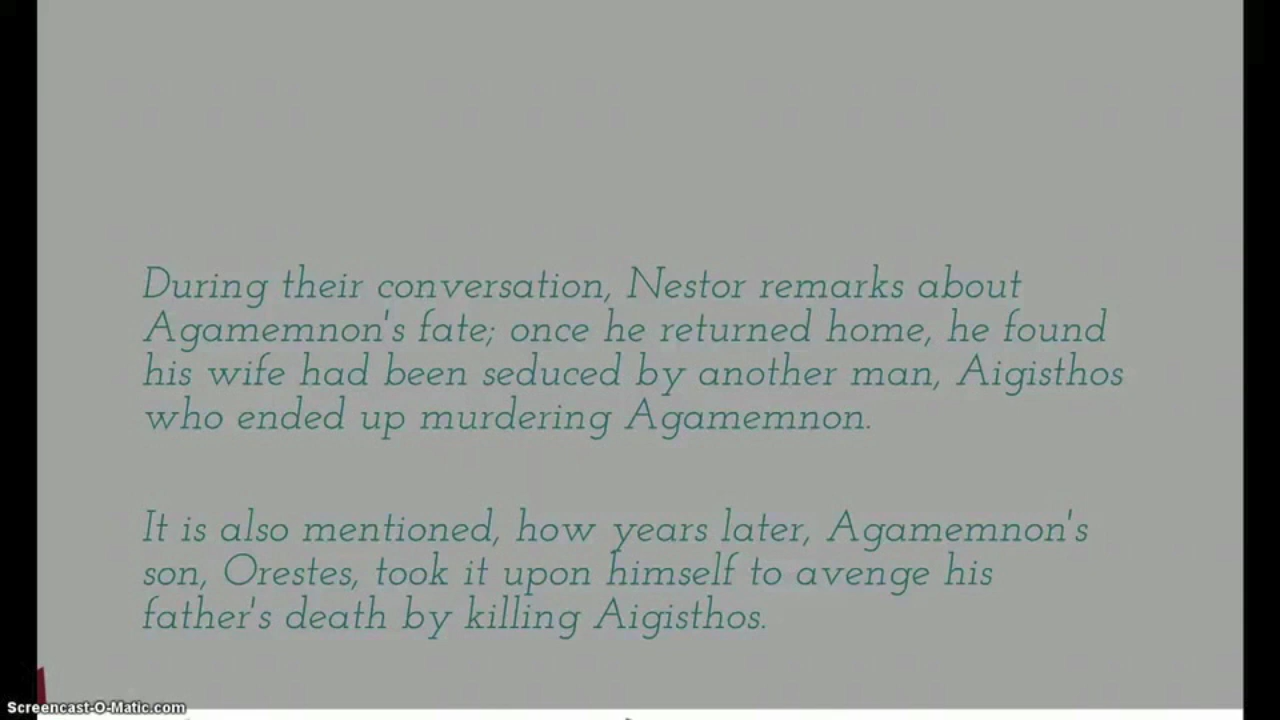 During their conversation, Nestor remarks about
Agamemnon's fate; once he returned home, he found
his wife had been seduced by another man, Aigisthos
who ended up murdering Agamemnon.
It is also mentioned, how years later, Agamemnon's
son, Orestes, took it upon himself to avenge his
father's death by killing Aigisthos.
Screencast-O-Matic.com